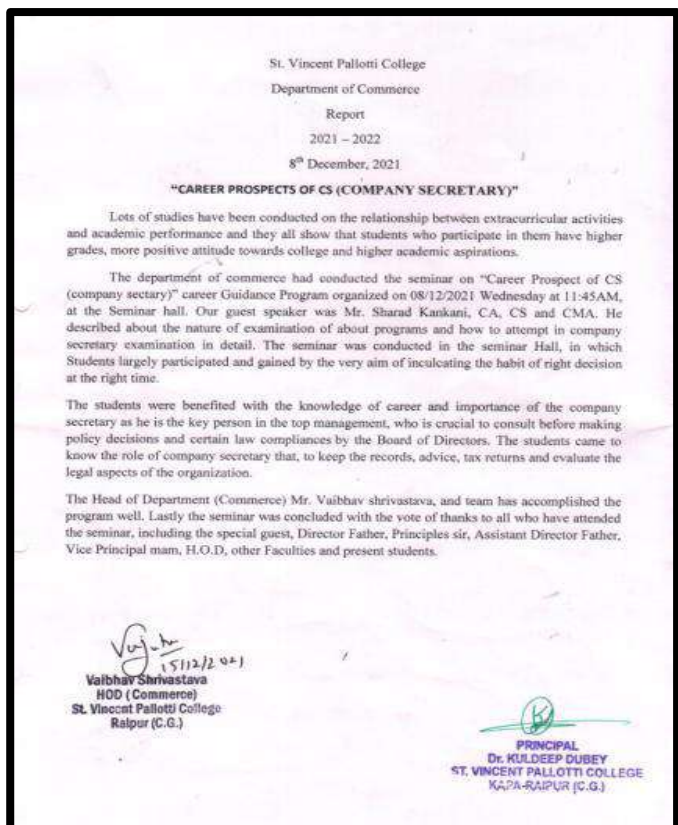 St. Vincent Pallotti College
Department of Commerce
Report
2021 – 2022
8th December, 2021
"CAREER PROSPECTS OF CS (COMPANY SECRETARY)"
Lots of studies have been conducted on the relationship between extracurricular activities
and academic performance and they all show that students who participate in them have higher
grades, more positive attitude towards college and higher academic aspirations.
The department of commerce had conducted the seminar on "Career Prospect of CS
(company sectary)" career Guidance Program organized on 08/12/2021 Wednesday at 11:45AM,
at the Seminar hall. Our guest speaker was Mr. Sharad Kankani, CA, CS and CMA. He
described about the nature of examination of about programs and how to attempt in company
secretary examination in detail. The seminar was conducted in the seminar Hall, in which
Students largely participated and gained by the very aim of inculcating the habit of right decision
at the right time.
The students were benefited with the knowledge of career and importance of the company
secretary as he is the key person in the top management, who is crucial to consult before making
policy decisions and certain law compliances by the Board of Directors. The students came to
know the role of company secretary that, to keep the records, advice, tax returns and evaluate the
legal aspects of the organization.
The Head of Department (Commerce) Mr. Vaibhav shrivastava, and team has accomplished the
program well. Lastly the seminar was concluded with the vote of thanks to all who have attended
the seminar, including the special guest, Director Father, Principles sir, Assistant Director Father,
Vice Principal mam, H.O.D, other Faculties and present students.
15/12/2021
Vaibhav Shrivastava
HOD (Commerce)
St. Vincent Pallotti College
Raipur (C.G.)
PRINCIPAL
Dr. KULDEEP DUBEY
ST. VINCENT PALLOTTI COLLEGE
KAPA-RAIPUR (C.G.)